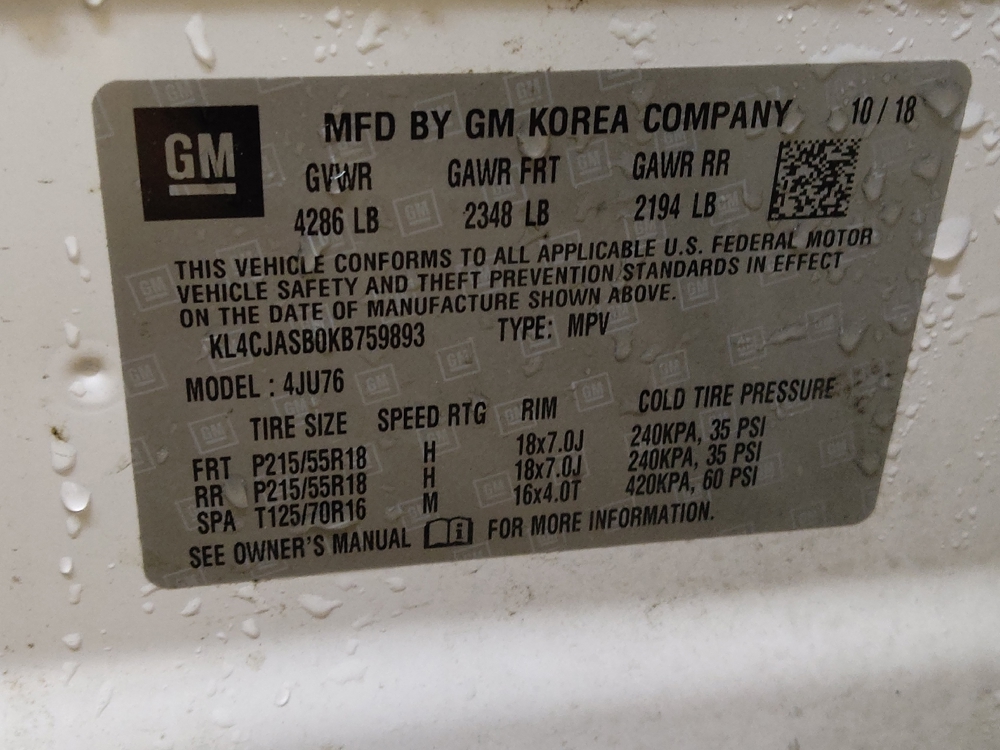 GM
MFD BY GM KOREA COMPANY 10 / 18
GVWR GAWR FRT GAWR RR
4286 LB 2348 LB 2194 LB
THIS VEHICLE CONFORMS TO ALL APPLICABLE U.S. FEDERAL MOTOR
VEHICLE SAFETY AND THEFT PREVENTION STANDARDS IN EFFECT
ON THE DATE OF MANUFACTURE SHOWN ABOVE.
KL4CJASB0KB759893 TYPE: MPV
MODEL : 4JU76
TIRE SIZE SPEED RTG RIM COLD TIRE PRESSURE
FRT P215/55R18 H 18x7.0J 240KPA, 35 PSI
RR P215/55R18 H 18x7.0J 240KPA, 35 PSI
SPA T125/70R16 M 16x4.0T 420KPA, 60 PSI
SEE OWNER'S MANUAL FOR MORE INFORMATION.